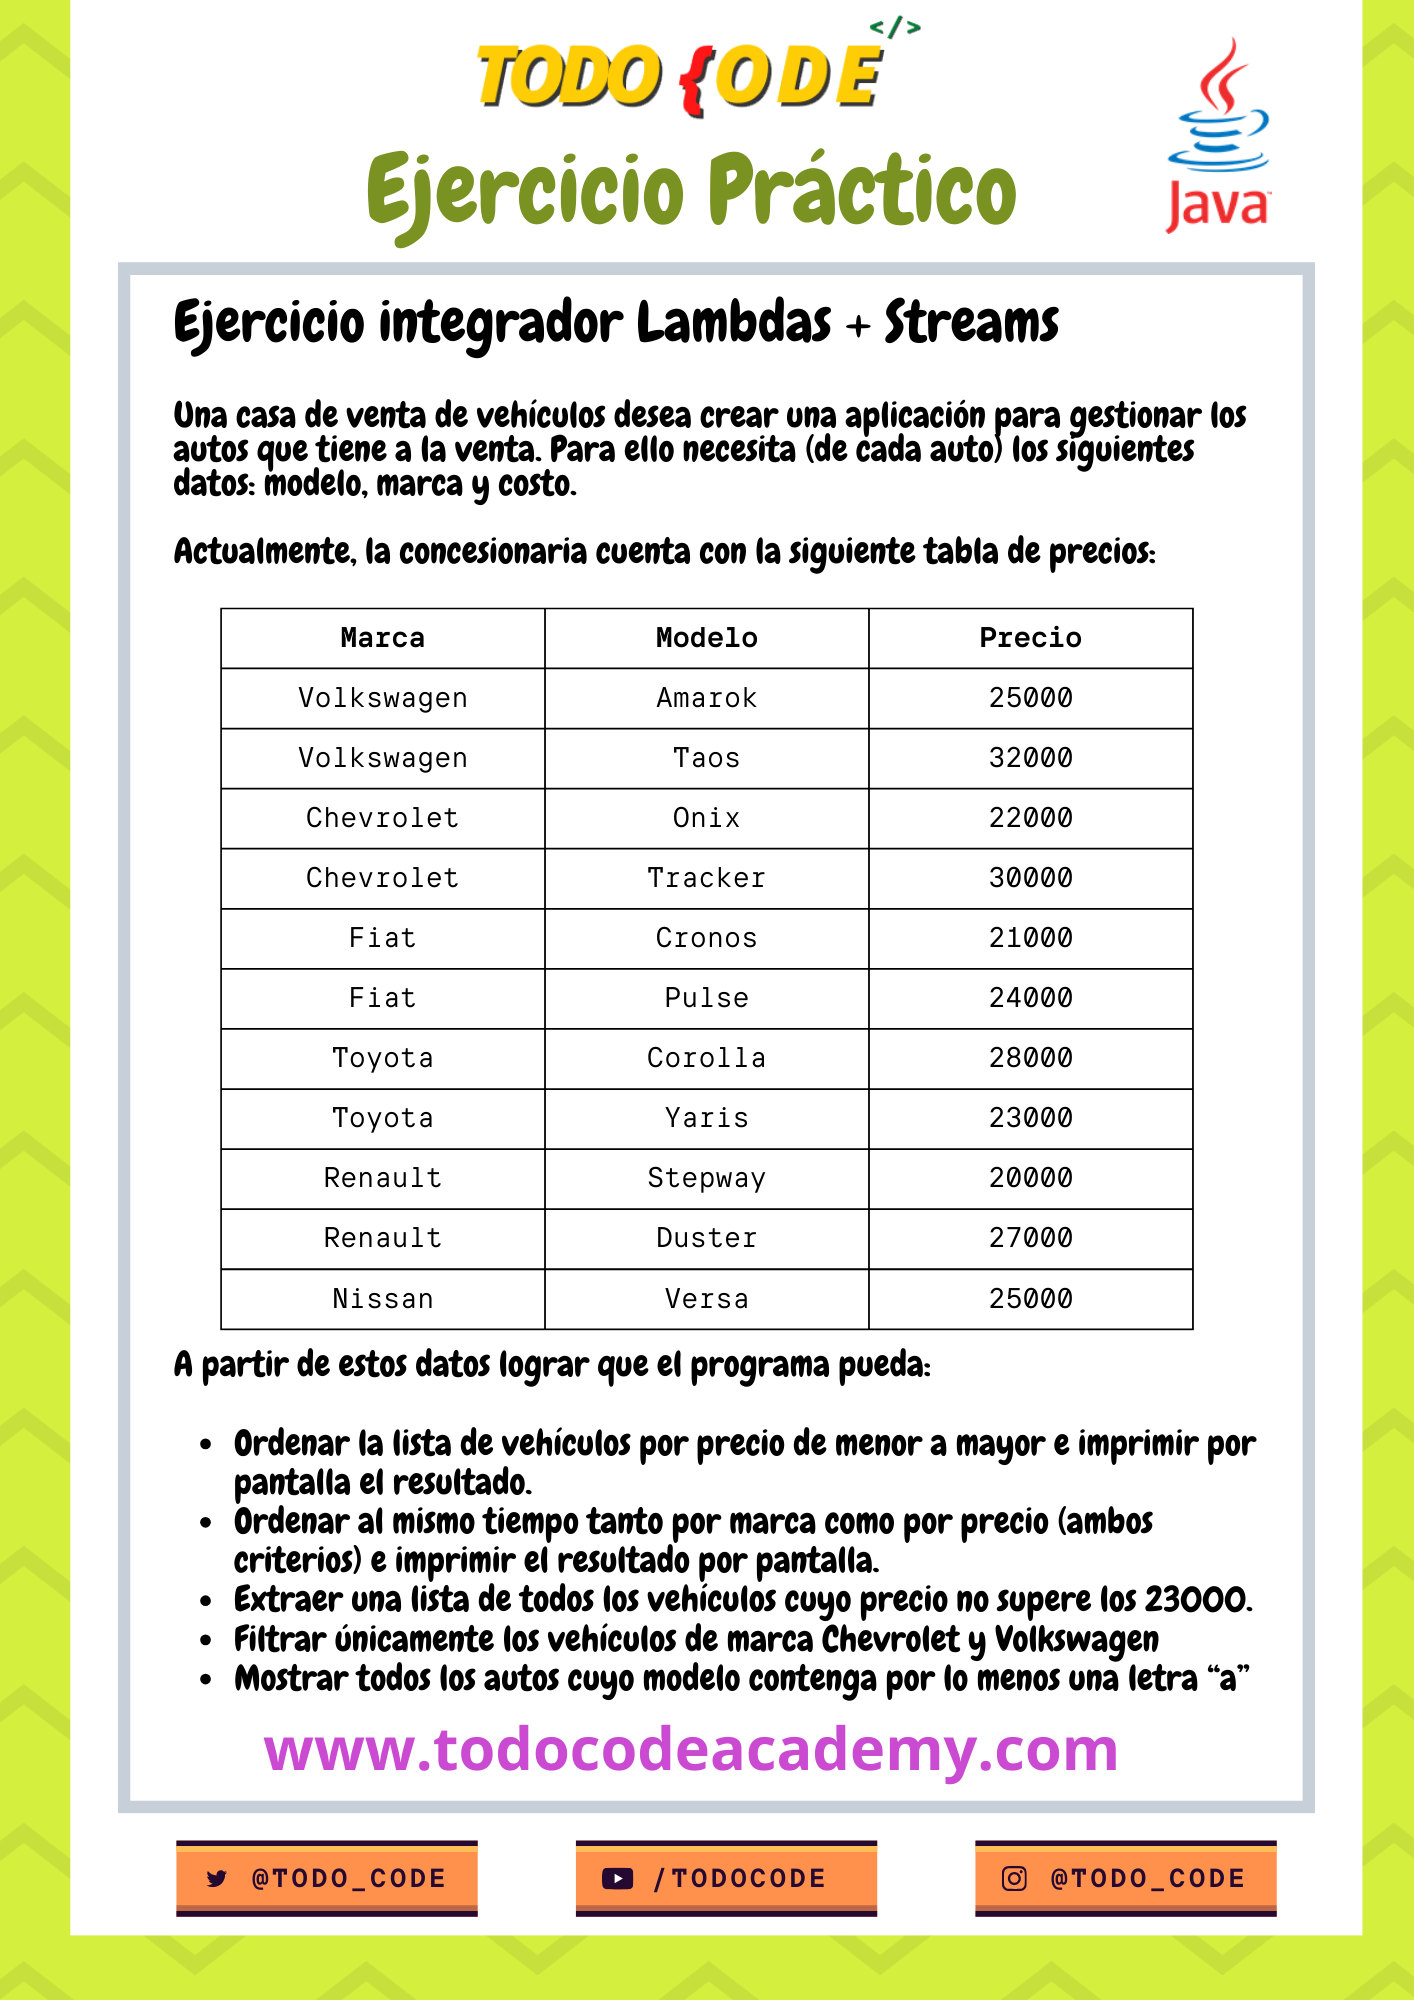 </>
TODO {ODE
Java
Ejercicio Práctico
Ejercicio integrador Lambdas + Streams
Una casa de venta de vehículos desea crear una aplicación para gestionar los
autos que tiene a la venta. Para ello necesita (de cada auto) los siguientes
datos: modelo, marca y costo.
Actualmente, la concesionaria cuenta con la siguiente tabla de precios:
Marca Modelo Precio
Volkswagen Amarok 25000
Volkswagen Taos 32000
Chevrolet Onix 22000
Chevrolet Tracker 30000
Fiat Cronos 21000
Fiat Pulse 24000
Toyota Corolla 28000
Toyota Yaris 23000
Renault Stepway 20000
Renault Duster 27000
Nissan Versa 25000
A partir de estos datos lograr que el programa pueda:
• Ordenar la lista de vehículos por precio de menor a mayor e imprimir por
pantalla el resultado.
• Ordenar al mismo tiempo tanto por marca como por precio (ambos
criterios) e imprimir el resultado por pantalla.
• Extraer una lista de todos los vehículos cuyo precio no supere los 23000.
• Filtrar únicamente los vehículos de marca Chevrolet y Volkswagen
• Mostrar todos los autos cuyo modelo contenga por lo menos una letra “a”
www.todocodeacademy.com
@TODO_CODE
/TODOCODE
@TODO_CODE